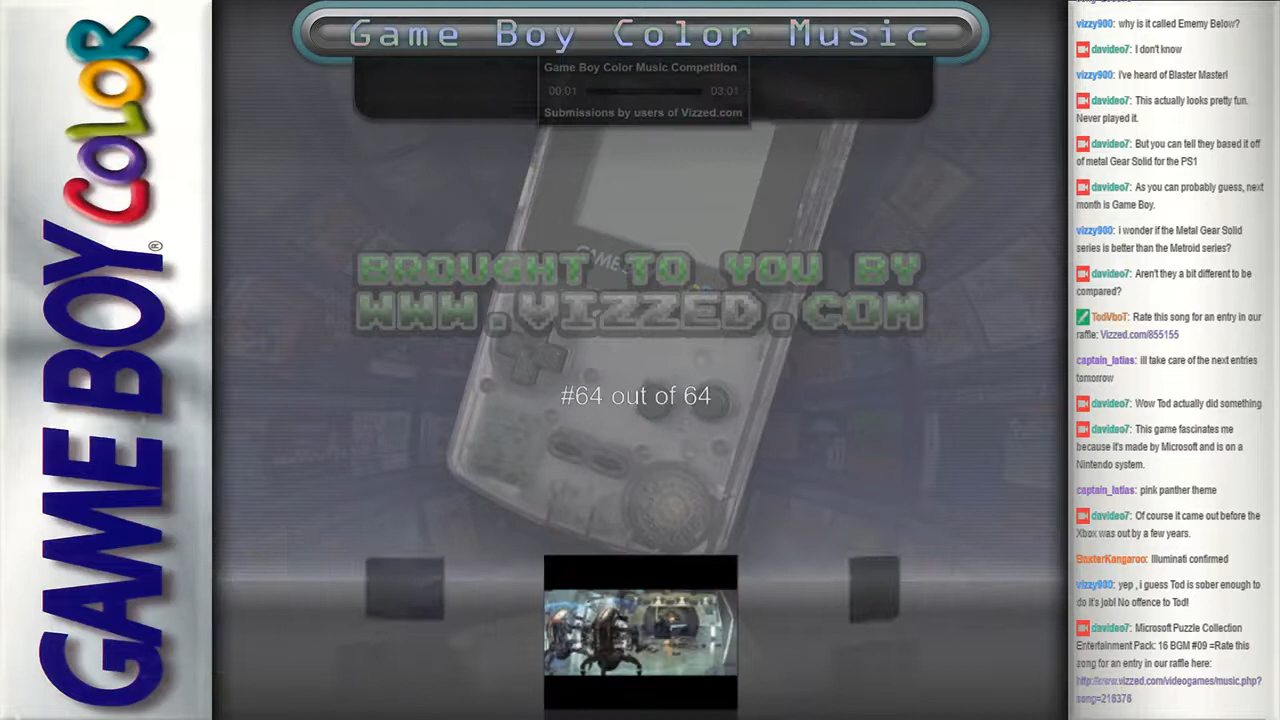 GAME BOY COLOR
®
Game Boy Color Music
Game Boy Color Music Competition
00:01 03:01
Submissions by users of Vizzed.com
BROUGHT TO YOU BY
WWW.VIZZED.COM
#64 out of 64
vizzy900: why is it called Ememy Below?
davideo7: I don't know
vizzy900: I've heard of Blaster Master!
davideo7: This actually looks pretty fun.
Never played it.
davideo7: But you can tell they based it off
of metal Gear Solid for the PS1
davideo7: As you can probably guess, next
month is Game Boy.
vizzy900: i wonder if the Metal Gear Solid
series is better than the Metroid series?
davideo7: Aren't they a bit different to be
compared?
TodVboT: Rate this song for an entry in our
raffle: Vizzed.com/855155
captain_latias: ill take care of the next entries
tomorrow
davideo7: Wow Tod actually did something
davideo7: This game fascinates me
because it's made by Microsoft and is on a
Nintendo system.
captain_latias: pink panther theme
davideo7: Of course it came out before the
Xbox was out by a few years.
BaxterKangaroo: Illuminati confirmed
vizzy900: yep , i guess Tod is sober enough to
do it's job! No offence to Tod!
davideo7: Microsoft Puzzle Collection
Entertainment Pack: 16 BGM #09 =Rate this
song for an entry in our raffle here:
http://www.vizzed.com/videogames/music.php?
song=216376